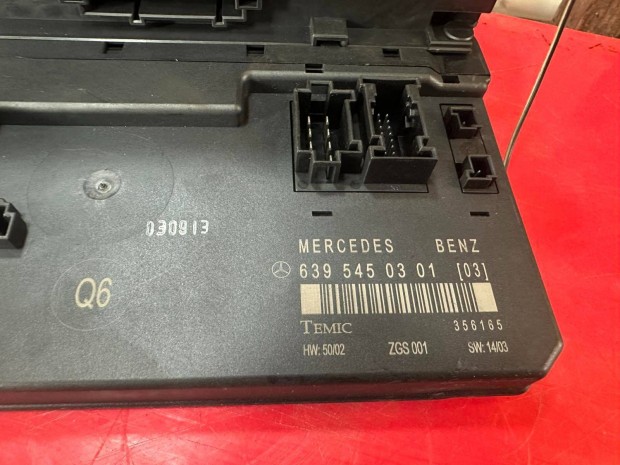 030913
MERCEDES BENZ
639 545 03 01 [03]
Q6
TEMIC 356165
HW: 50/02 ZGS 001 SW: 14/03